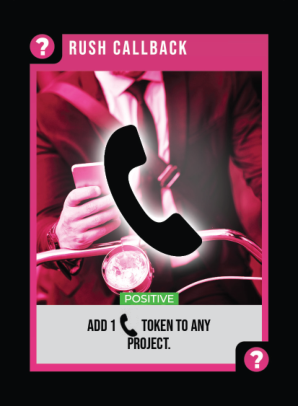 ?
RUSH CALLBACK
POSITIVE
ADD 1 TOKEN TO ANY
PROJECT.
?